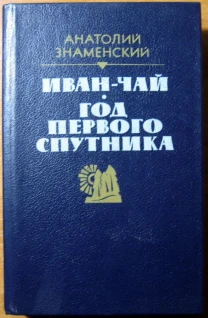 АНАТОЛИЙ
ЗНАМЕНСКИЙ
ИВАН-ЧАЙ
•
ГОД
ПЕРВОГО
СПУТНИКА